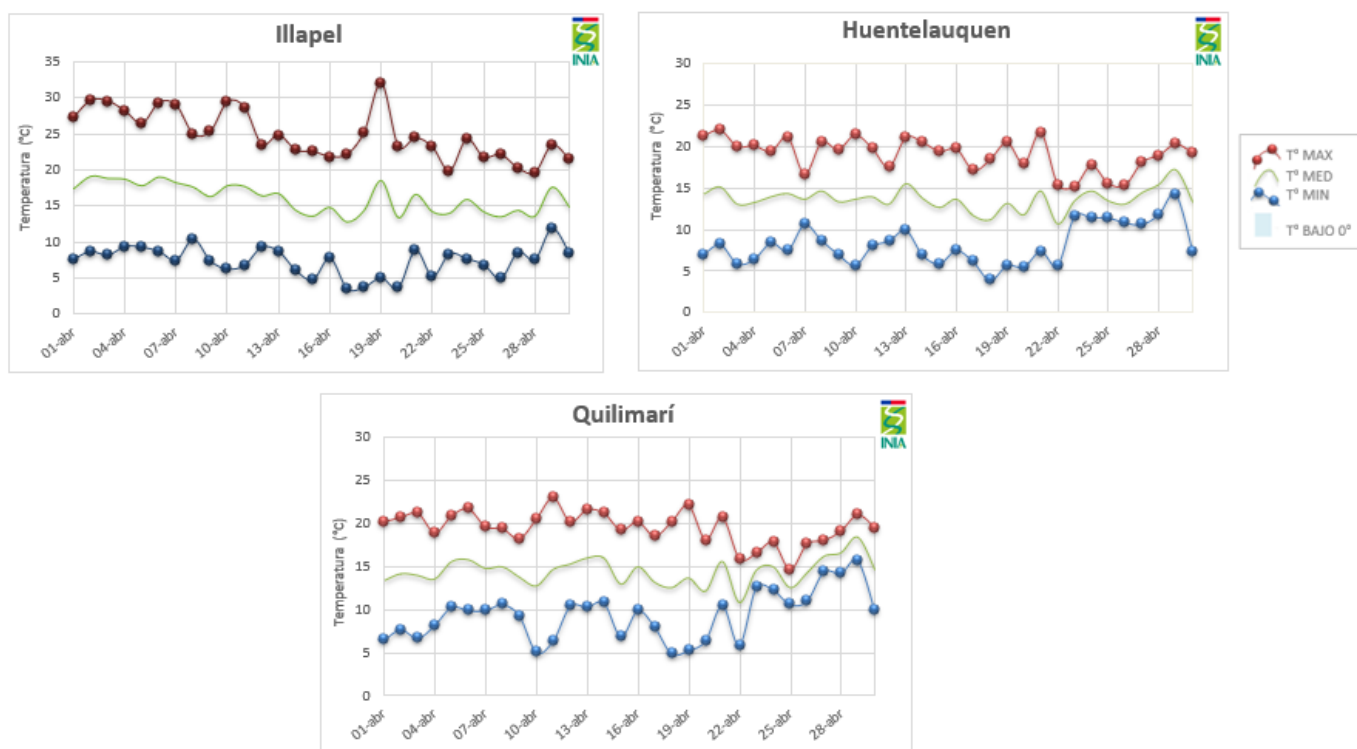 Illapel
INIA
Temperatura (°C)
35
30
25
20
15
10
5
0
01-abr
04-abr
07-abr
10-abr
13-abr
16-abr
19-abr
22-abr
25-abr
28-abr
Huentelauquen
INIA
Temperatura (°C)
30
25
20
15
10
5
0
01-abr
04-abr
07-abr
10-abr
13-abr
16-abr
19-abr
22-abr
25-abr
28-abr
T° MAX
T° MED
T° MIN
T° BAJO 0°
Quilimarí
INIA
Temperatura (°C)
30
25
20
15
10
5
0
01-abr
04-abr
07-abr
10-abr
13-abr
16-abr
19-abr
22-abr
25-abr
28-abr